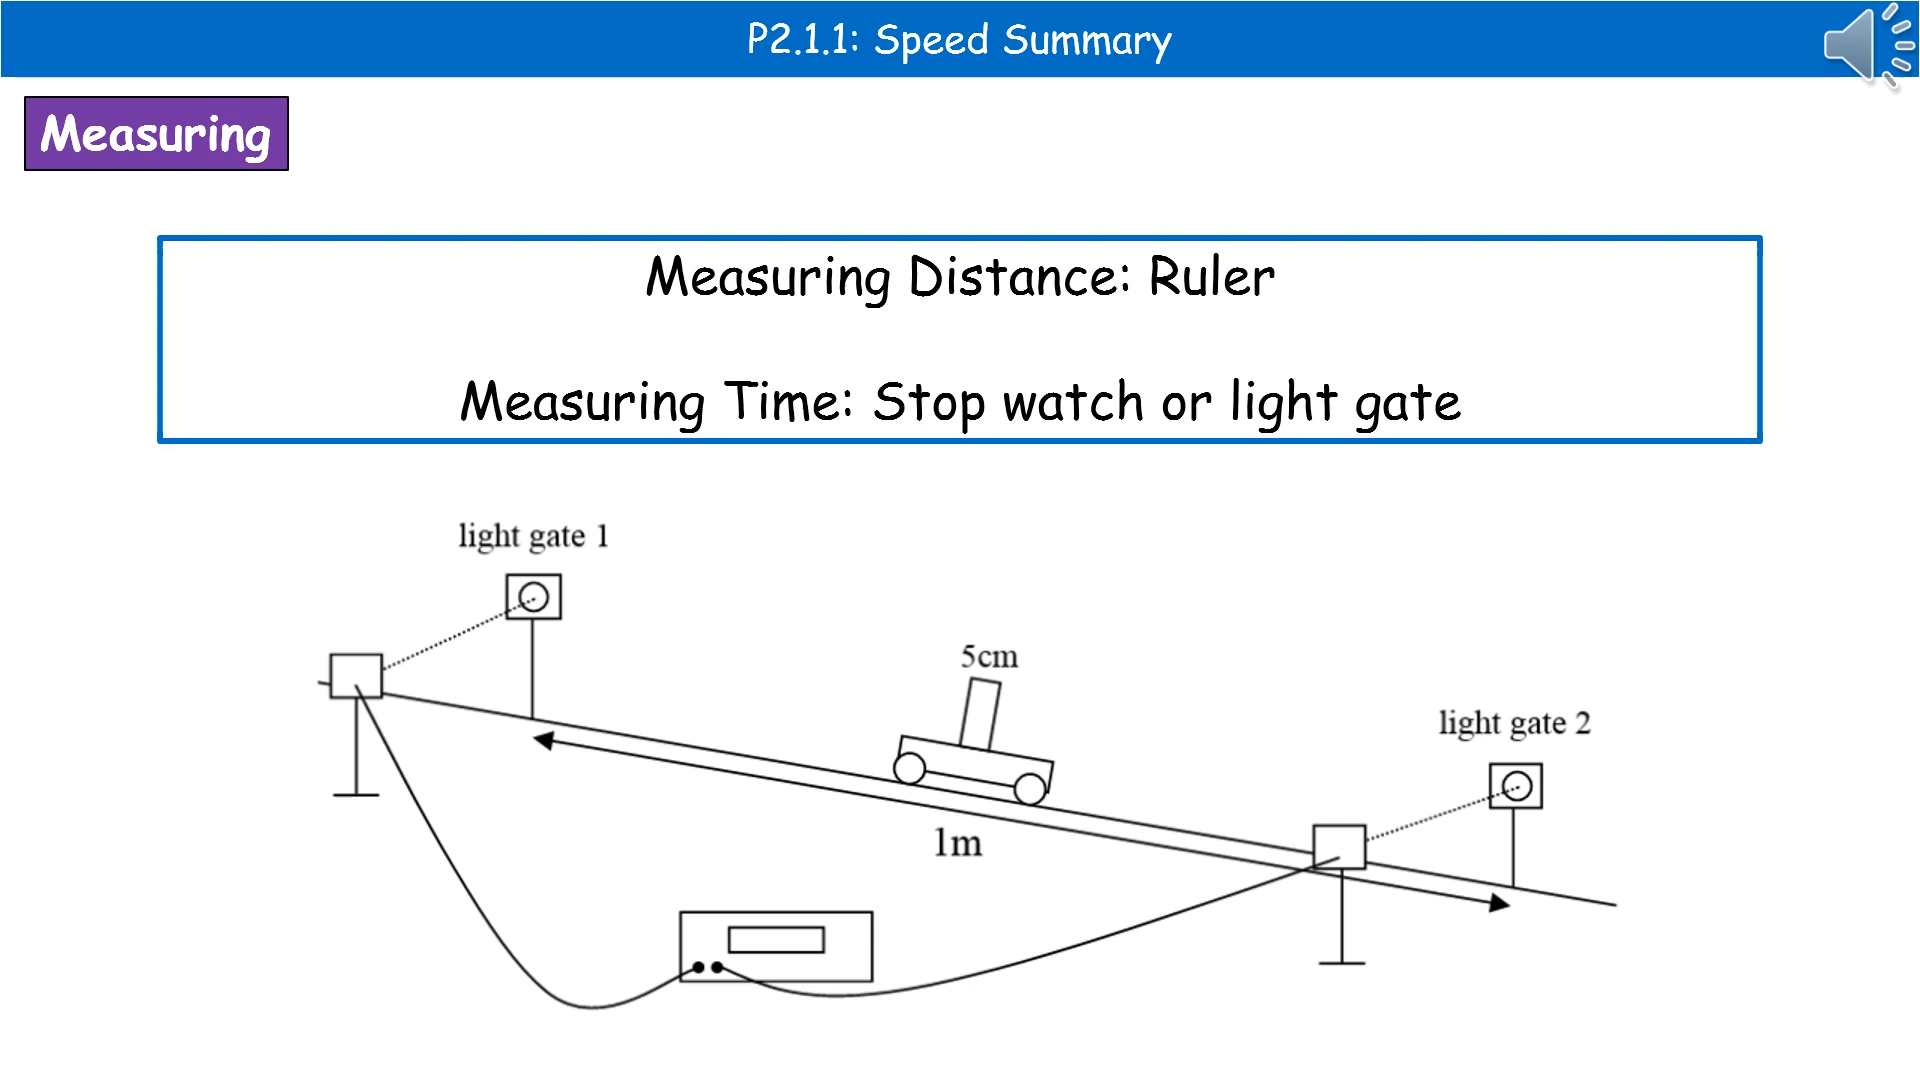 P2.1.1: Speed Summary
Measuring
Measuring Distance: Ruler
Measuring Time: Stop watch or light gate
light gate 1
5cm
light gate 2
1m